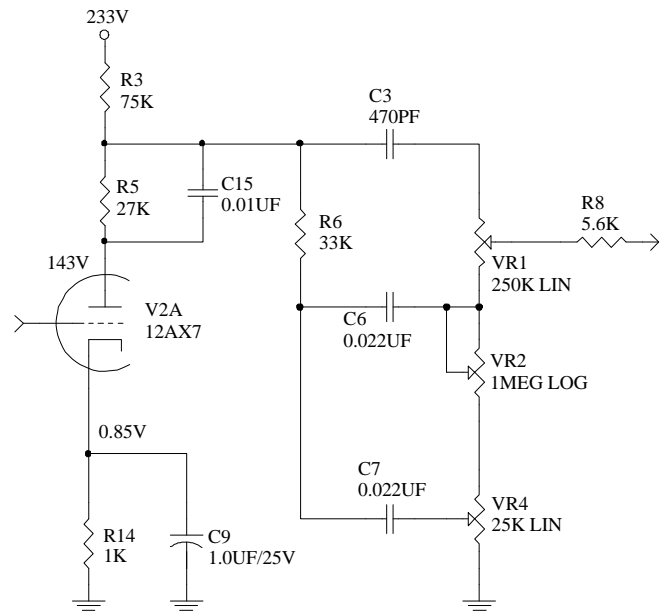 233V
R3
75K
C3
470PF
R5
27K
C15
0.01UF
R6
33K
R8
5.6K
VR1
250K LIN
143V
V2A
12AX7
C6
0.022UF
VR2
1MEG LOG
0.85V
C7
0.022UF
VR4
25K LIN
R14
1K
C9
1.0UF/25V